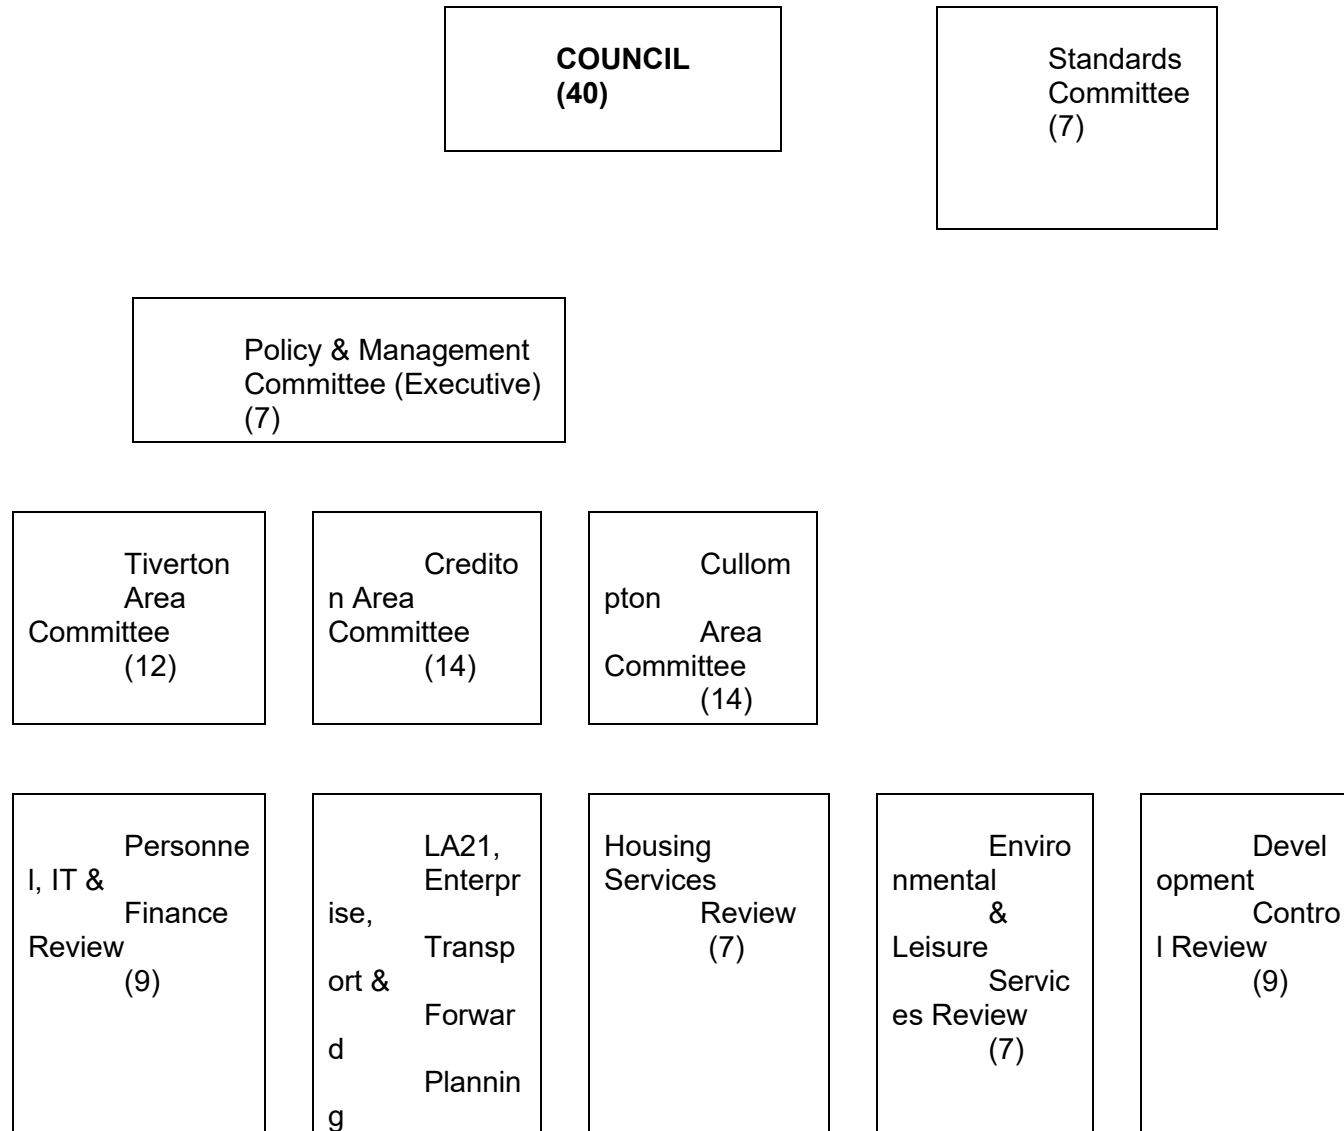 COUNCIL
(40)
Standards
Committee
(7)
Policy & Management
Committee (Executive)
(7)
Tiverton
Area
Committee
(12)
Credito
n Area
Committee
(14)
Cullom
pton
Area
Committee
(14)
Personne
l, IT &
Finance
Review
(9)
LA21,
Enterpr
ise,
Transp
ort &
Forwar
d
Plannin
g
Housing
Services
Review
(7)
Enviro
nmental
&
Leisure
Servic
es Review
(7)
Devel
opment
Contro
l Review
(9)